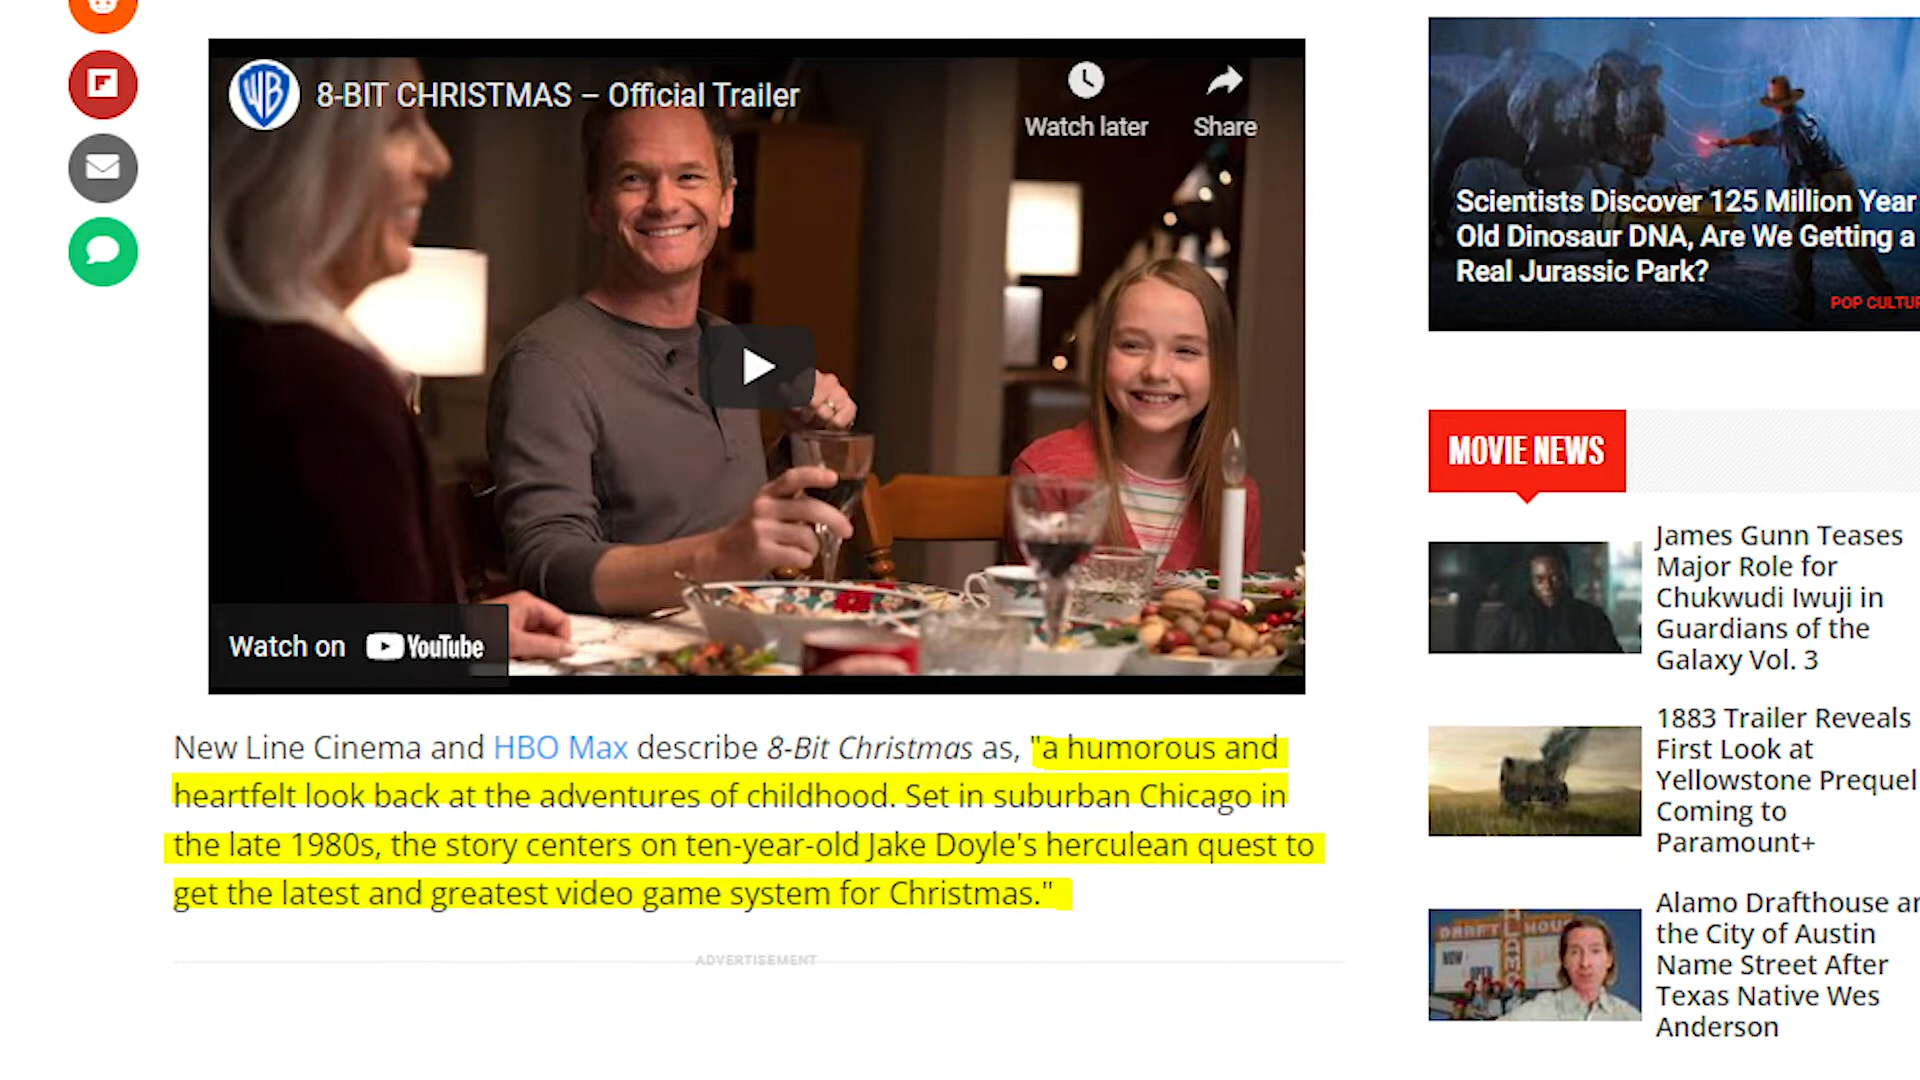 8-BIT CHRISTMAS – Official Trailer
Watch later
Share
Watch on YouTube
New Line Cinema and HBO Max describe 8-Bit Christmas as, "a humorous and
heartfelt look back at the adventures of childhood. Set in suburban Chicago in
the late 1980s, the story centers on ten-year-old Jake Doyle's herculean quest to
get the latest and greatest video game system for Christmas."
ADVERTISEMENT
Scientists Discover 125 Million Year
Old Dinosaur DNA, Are We Getting a
Real Jurassic Park?
POP CULTUR
MOVIE NEWS
James Gunn Teases
Major Role for
Chukwudi Iwuji in
Guardians of the
Galaxy Vol. 3
1883 Trailer Reveals
First Look at
Yellowstone Prequel
Coming to
Paramount+
Alamo Drafthouse ar
the City of Austin
Name Street After
Texas Native Wes
Anderson